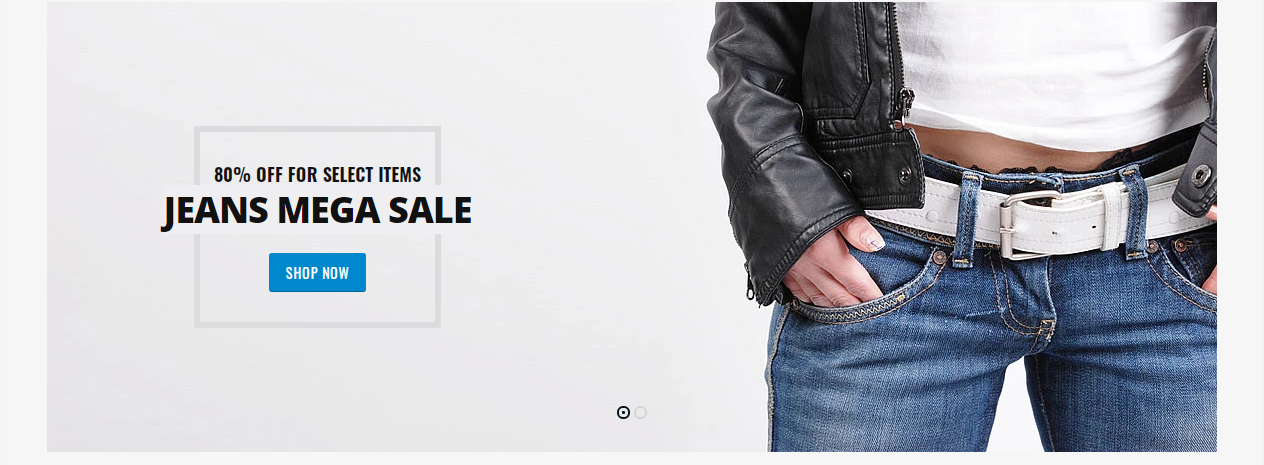 80% OFF FOR SELECT ITEMS
JEANS MEGA SALE
SHOP NOW